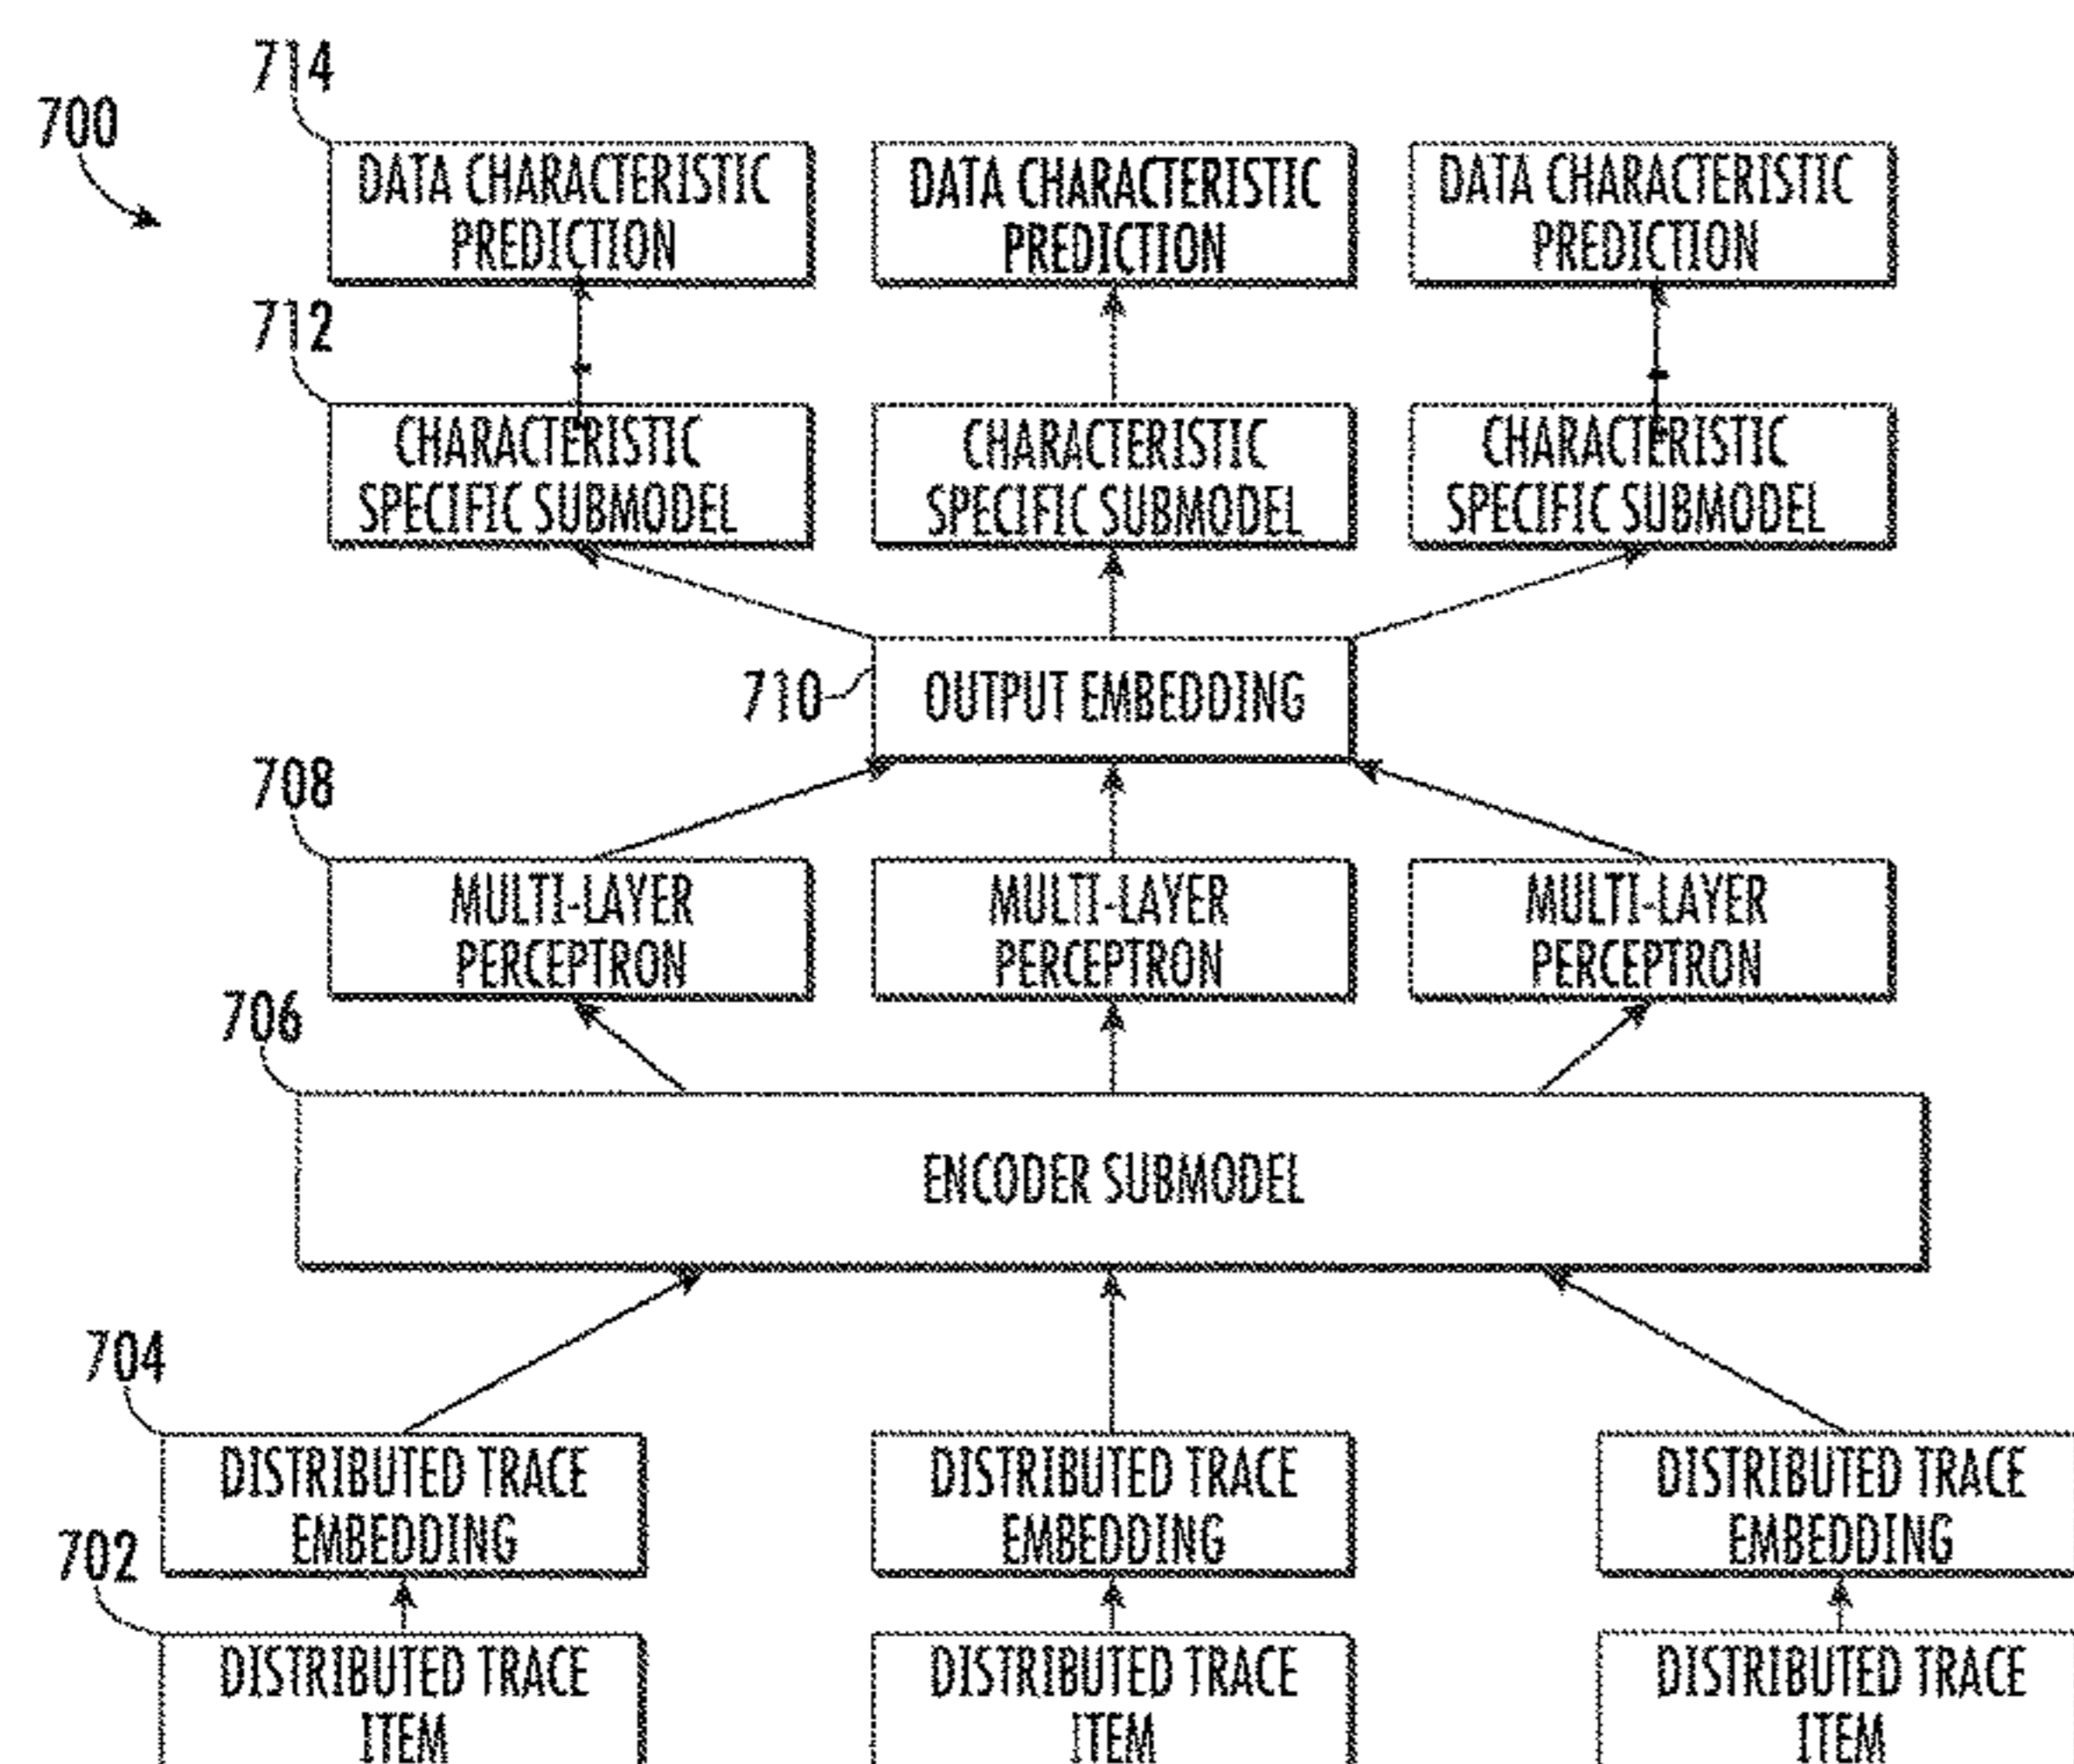 714
700
DATA CHARACTERISTIC
PREDICTION
DATA CHARACTERISTIC
PREDICTION
DATA CHARACTERISTIC
PREDICTION
712
CHARACTERISTIC
SPECIFIC SUBMODEL
CHARACTERISTIC
SPECIFIC SUBMODEL
CHARACTERISTIC
SPECIFIC SUBMODEL
710
OUTPUT EMBEDDING
708
MULTI-LAYER
PERCEPTRON
MULTI-LAYER
PERCEPTRON
MULTI-LAYER
PERCEPTRON
706
ENCODER SUBMODEL
704
DISTRIBUTED TRACE
EMBEDDING
DISTRIBUTED TRACE
EMBEDDING
DISTRIBUTED TRACE
EMBEDDING
702
DISTRIBUTED TRACE
ITEM
DISTRIBUTED TRACE
ITEM
DISTRIBUTED TRACE
ITEM